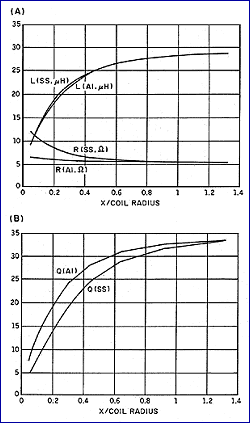 (A)
35
30
25
20
15
10
5
0
L(SS,μH)
L(Al,μH)
R(SS,Ω)
R(Al,Ω)
0 0.2 0.4 0.6 0.8 1 1.2 1.4
X/COIL RADIUS
(B)
35
30
25
20
15
10
5
Q(Al)
Q(SS)
0 0.2 0.4 0.6 0.8 1 1.2 1.4
X/COIL RADIUS